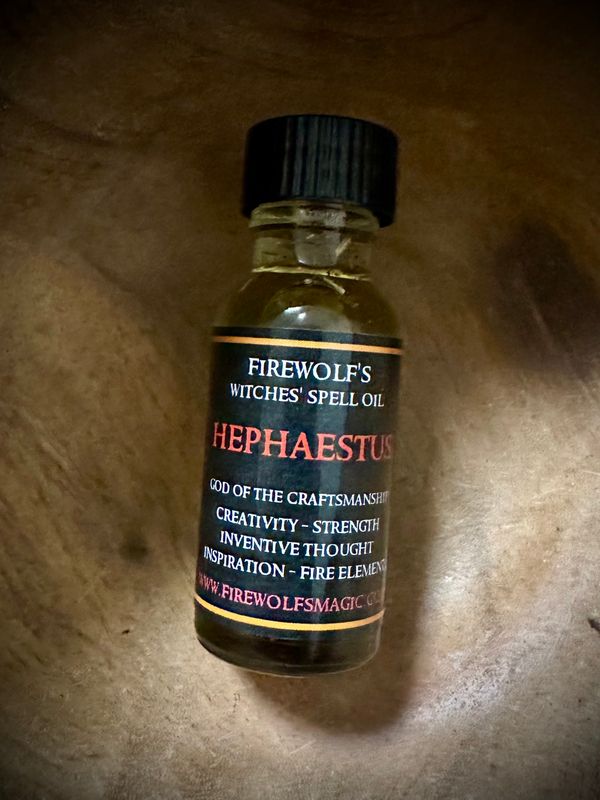 FIREWOLF'S
WITCHES' SPELL OIL
HEPHAESTUS
GOD OF THE CRAFTSMANSHIP
CREATIVITY - STRENGTH
INVENTIVE THOUGHT
INSPIRATION - FIRE ELEMENT
WWW.FIREWOLFSMAGIC.CO